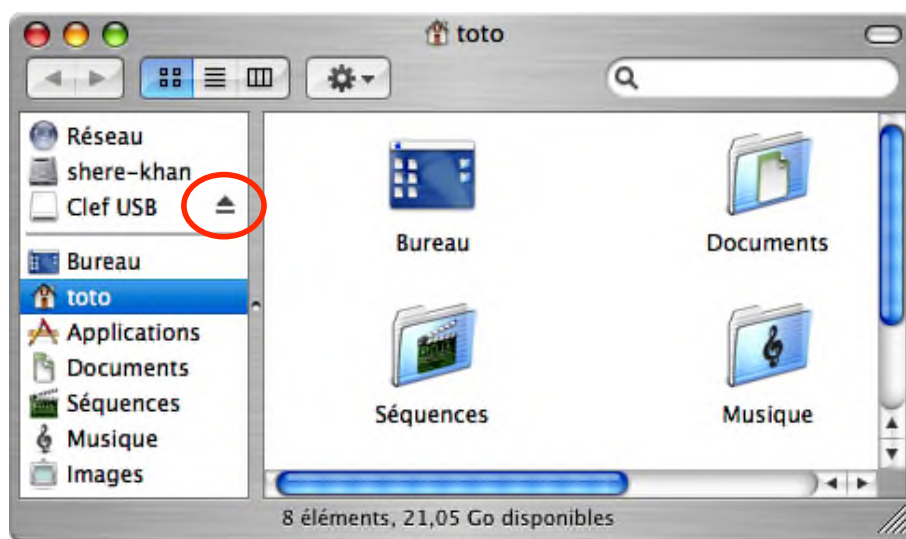 toto
Réseau
shere-khan
Clef USB
Bureau
toto
Applications
Documents
Séquences
Musique
Images
Bureau
Documents
Séquences
Musique
8 éléments, 21,05 Go disponibles